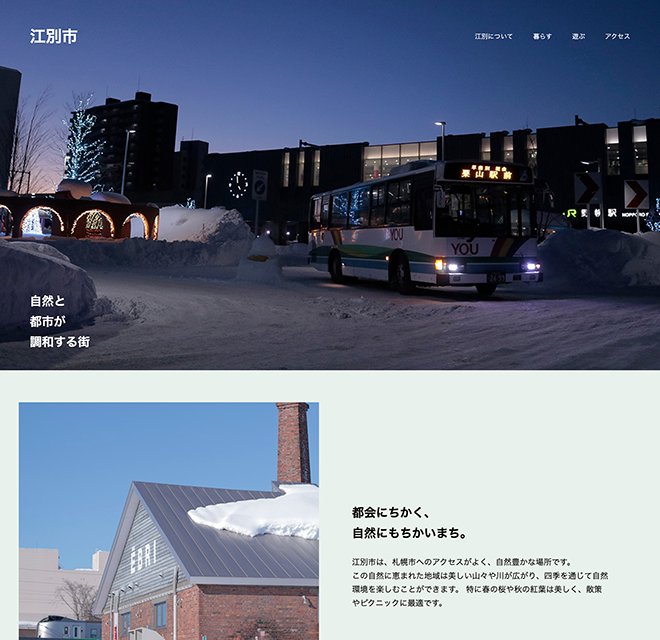 江別市
江別について 暮らす 遊ぶ アクセス
栗山駅前
JR 野幌駅 NOPPORO
YOU
YOU
自然と
都市が
調和する街
EBRI
都会にちかく、
自然にもちかいまち。
江別市は、札幌市へのアクセスがよく、自然豊かな場所です。
この自然に恵まれた地域は美しい山々や川が広がり、四季を通じて自然
環境を楽しむことができます。 特に春の桜や秋の紅葉は美しく、散策
やピクニックに最適です。